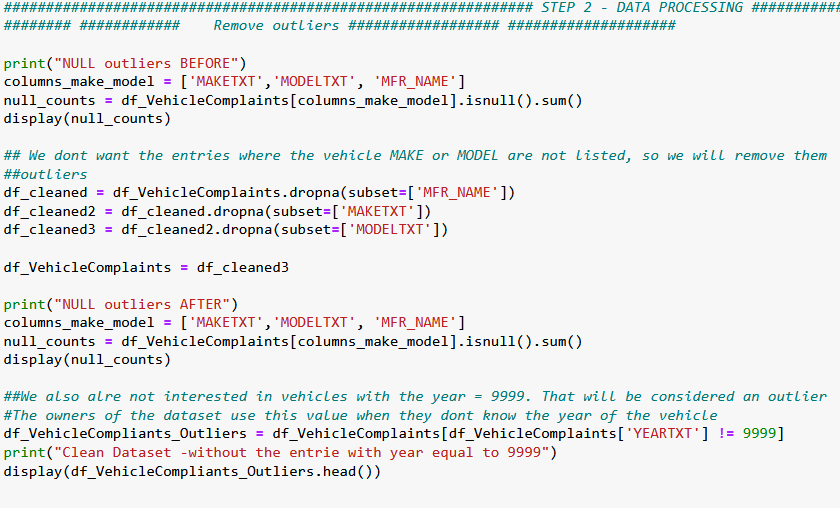 ############################################################### STEP 2 - DATA PROCESSING ###########
######## ############    Remove outliers ################## ####################
print("NULL outliers BEFORE")
columns_make_model = ['MAKETXT','MODELTXT', 'MFR_NAME']
null_counts = df_VehicleComplaints[columns_make_model].isnull().sum()
display(null_counts)
## We dont want the entries where the vehicle MAKE or MODEL are not listed, so we will remove them
##outliers
df_cleaned = df_VehicleComplaints.dropna(subset=['MFR_NAME'])
df_cleaned2 = df_cleaned.dropna(subset=['MAKETXT'])
df_cleaned3 = df_cleaned2.dropna(subset=['MODELTXT'])
df_VehicleComplaints = df_cleaned3
print("NULL outliers AFTER")
columns_make_model = ['MAKETXT','MODELTXT', 'MFR_NAME']
null_counts = df_VehicleComplaints[columns_make_model].isnull().sum()
display(null_counts)
##We also alre not interested in vehicles with the year = 9999. That will be considered an outlier
#The owners of the dataset use this value when they dont know the year of the vehicle
df_VehicleCompliants_Outliers = df_VehicleComplaints[df_VehicleComplaints['YEARTXT'] != 9999]
print("Clean Dataset -without the entrie with year equal to 9999")
display(df_VehicleCompliants_Outliers.head())